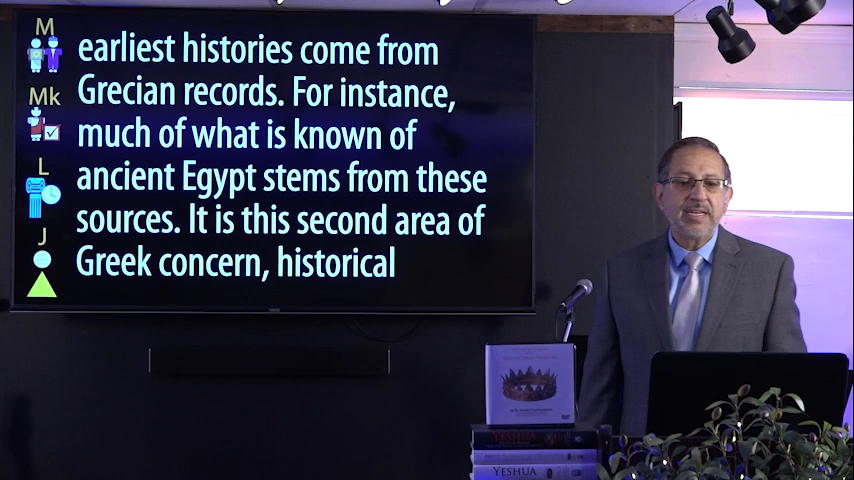 M
Mk
L
J
earliest histories come from
Grecian records. For instance,
much of what is known of
ancient Egypt stems from these
sources. It is this second area of
Greek concern, historical
YESHUA
YESHUA